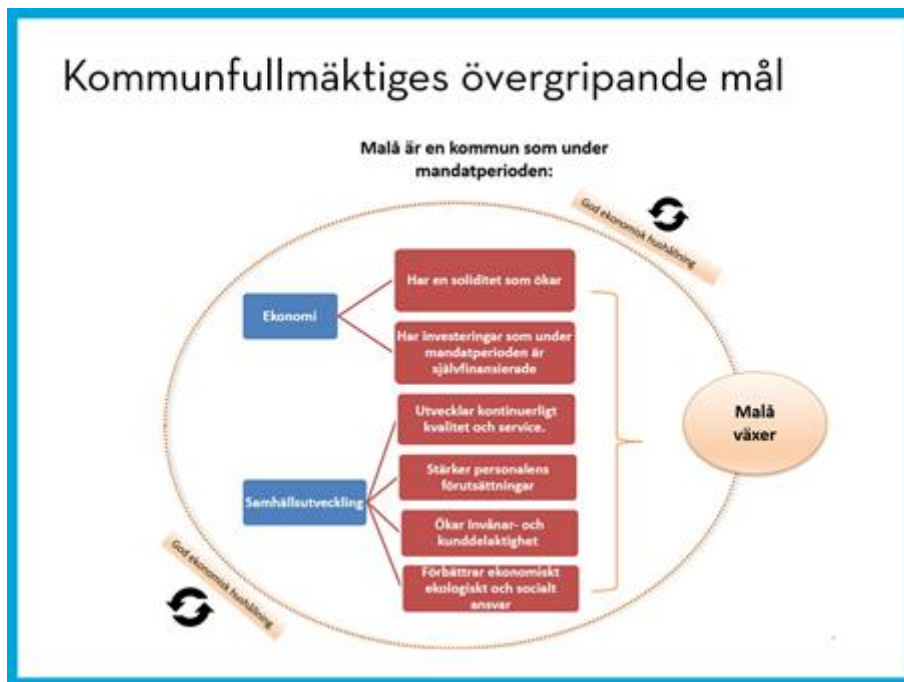 Kommunfullmäktiges övergripande mål
Malå är en kommun som under
mandatperioden:
God ekonomisk hushållning
Har en soliditet som ökar
Ekonomi
Har investeringar som under
mandatperioden är
självfinansierade
Utvecklar kontinuerligt
kvalitet och service.
Malå
växer
Stärker personalens
förutsättningar
Samhällsutveckling
Ökar Invånar- och
kunddelaktighet
Förbättrar ekonomiskt
ekologiskt och socialt
ansvar
God ekonomisk hushållning